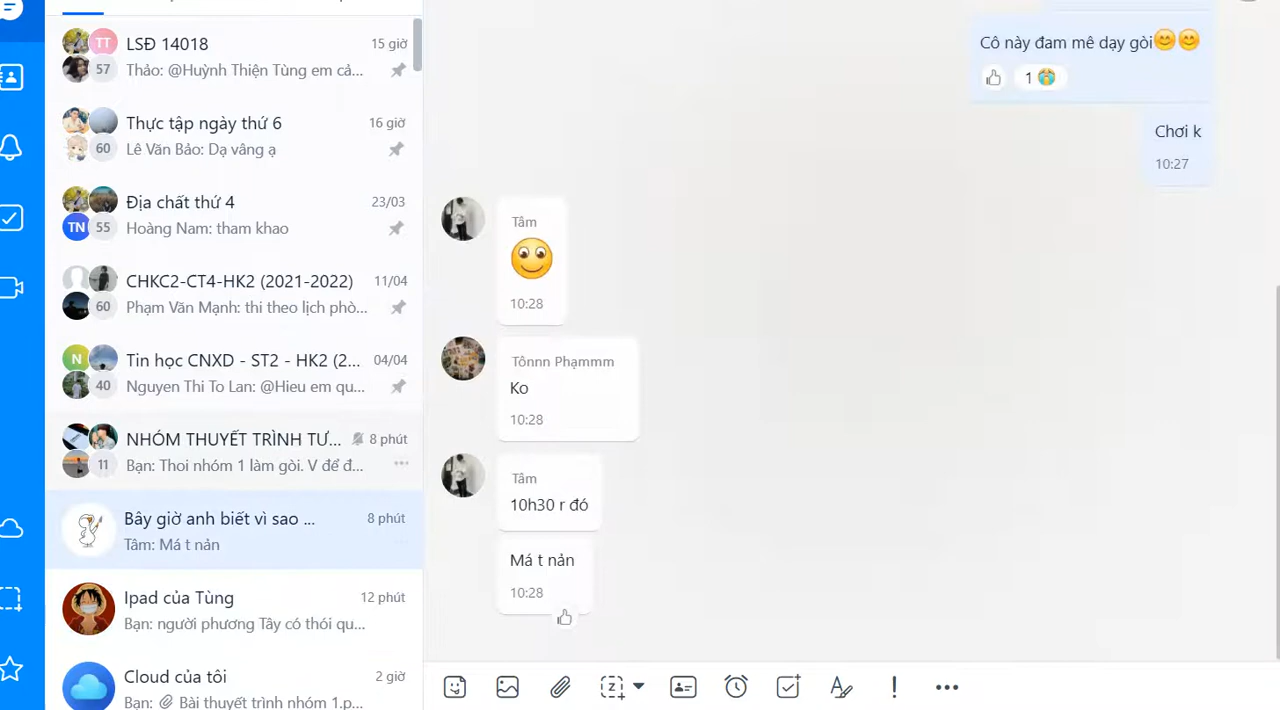 LSĐ 14018
15 giờ
TT
57
Thảo: @Huỳnh Thiện Tùng em cả...
Thực tập ngày thứ 6
16 giờ
60
Lê Văn Bảo: Dạ vâng ạ
Địa chất thứ 4
23/03
TN
55
Hoàng Nam: tham khao
CHKC2-CT4-HK2 (2021-2022)
11/04
60
Phạm Văn Mạnh: thi theo lịch phò...
Tin học CNXD - ST2 - HK2 (2...
04/04
N
40
Nguyen Thi To Lan: @Hieu em qu...
NHÓM THUYẾT TRÌNH TƯ...
8 phút
11
Bạn: Thoi nhóm 1 làm gòi. V để đ...
Bây giờ anh biết vì sao ...
8 phút
Tâm: Má t nản
Ipad của Tùng
12 phút
Bạn: người phương Tây có thói qu...
Cloud của tôi
2 giờ
Bạn: Bài thuyết trình nhóm 1.p...
Cô này đam mê dạy gòi😊😊
1 😭
Chơi k
10:27
Tâm
10:28
Tônnn Phạmmm
Ko
10:28
Tâm
10h30 r đó
Má t nản
10:28
Z